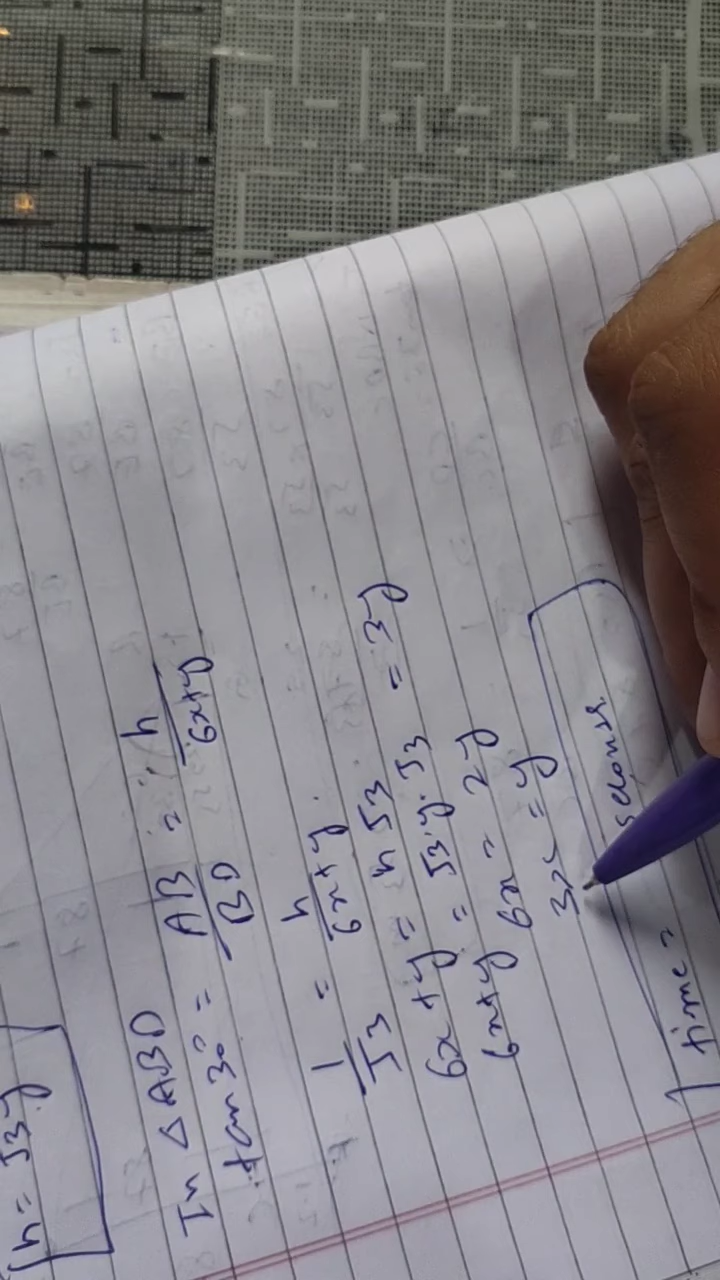 h = √3y
In △ABD
tan 30° = AB/BD = h/6x+y
1/√3 = h/6x+y.
6x+y = h√3
6x+y = √3.y.√3 = 3y
6x = 2y
3x = y
time = seconds.